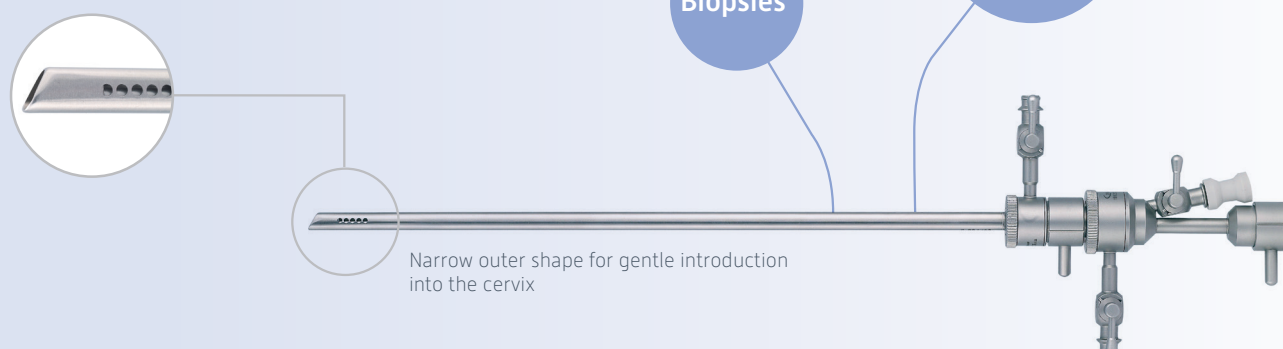 Biopsies
Narrow outer shape for gentle introduction
into the cervix